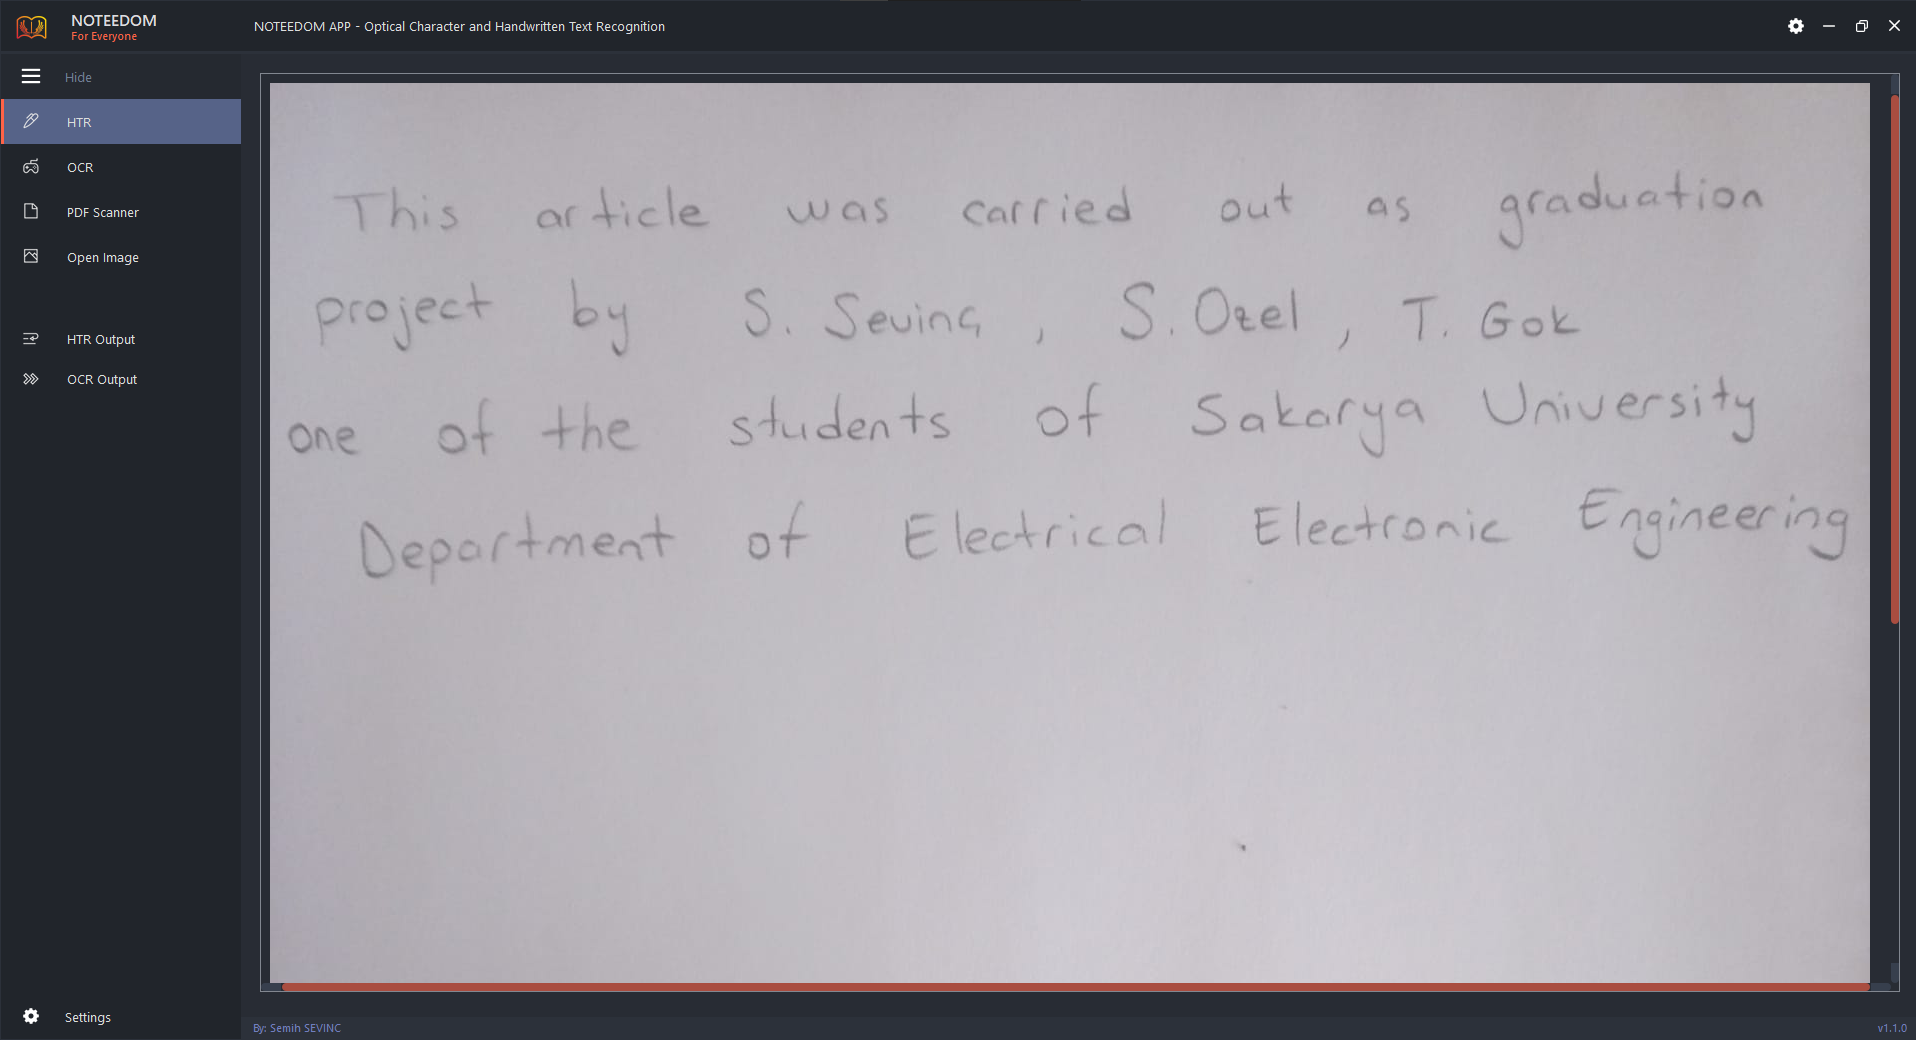 NOTEEDOM
For Everyone
NOTEEDOM APP - Optical Character and Handwritten Text Recognition
Hide
HTR
OCR
PDF Scanner
Open Image
HTR Output
OCR Output
Settings
This article was carried out as graduation
project by S. Sevinç , S. Ozel , T. Gok
one of the students of Sakarya University
Department of Electrical Electronic Engineering
By: Semih SEVINC
v1.1.0